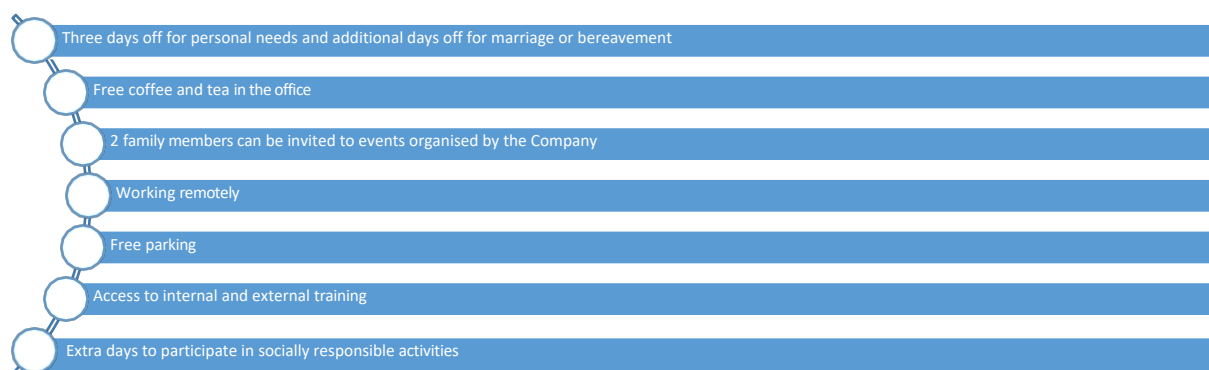 Three days off for personal needs and additional days off for marriage or bereavement
Free coffee and tea in the office
2 family members can be invited to events organised by the Company
Working remotely
Free parking
Access to internal and external training
Extra days to participate in socially responsible activities